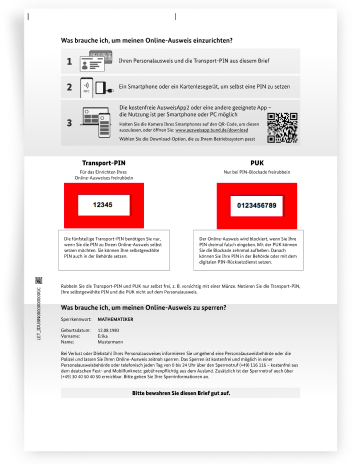 Was brauche ich, um meinen Online-Ausweis einzurichten?
1 Ihren Personalausweis und die Transport-PIN aus diesem Brief
2 Ein Smartphone oder ein Kartenlesegerät, um selbst eine PIN zu setzen
3 Die kostenfreie AusweisApp2 oder eine andere geeignete App –
die Nutzung ist per Smartphone oder PC möglich
Halten Sie die Kamera Ihres Smartphones auf den QR-Code, um diesen
auszulesen, oder öffnen Sie: www.ausweisapp.bund.de/download
Wählen Sie die Download-Option, die zu Ihrem Betriebssystem passt
Transport-PIN
Für das Einrichten Ihres
Online-Ausweises freirubbeln
12345
Die fünfstellige Transport-PIN benötigen Sie nur,
wenn Sie die PIN zu Ihrem Online-Ausweis selbst
setzen möchten. Sie können Ihre selbstgewählte
PIN auch in der Behörde setzen.
PUK
Nur bei PIN-Blockade freirubbeln
0123456789
Der Online-Ausweis wird blockiert, wenn Sie Ihre
PIN dreimal falsch eingeben. Mit der PUK können
Sie die Blockade zehnmal aufheben. Danach
können Sie Ihre PIN in der Behörde oder mit dem
digitalen PIN-Rücksetzdienst setzen.
Rubbeln Sie die Transport-PIN und PUK nur selbst frei, z. B. vorsichtig mit einer Münze. Notieren Sie die Transport-PIN,
Ihre selbstgewählte PIN und die PUK nicht auf dem Personalausweis.
Was brauche ich, um meinen Online-Ausweis zu sperren?
Sperrkennwort: MATHEMATIKER
Geburtsdatum: 12.08.1983
Vorname: Erika
Name: Mustermann
Bei Verlust oder Diebstahl Ihres Personalausweises informieren Sie umgehend eine Personalausweisbehörde oder die
Polizei und lassen Sie Ihren Online-Ausweis zeitnah sperren. Das Sperren ist kostenfrei und möglich in einer
Personalausweisbehörde oder telefonisch jeden Tag von 0 bis 24 Uhr über den Sperrnotruf (+49) 116 116 – kostenfrei aus
dem deutschen Fest- und Mobilfunknetz; gebührenpflichtig aus dem Ausland. Zusätzlich ist der Sperrnotruf auch über
(+49) 30 40 50 40 50 erreichbar. Bitte geben Sie Ihre Sperrinformationen an.
Bitte bewahren Sie diesen Brief gut auf.